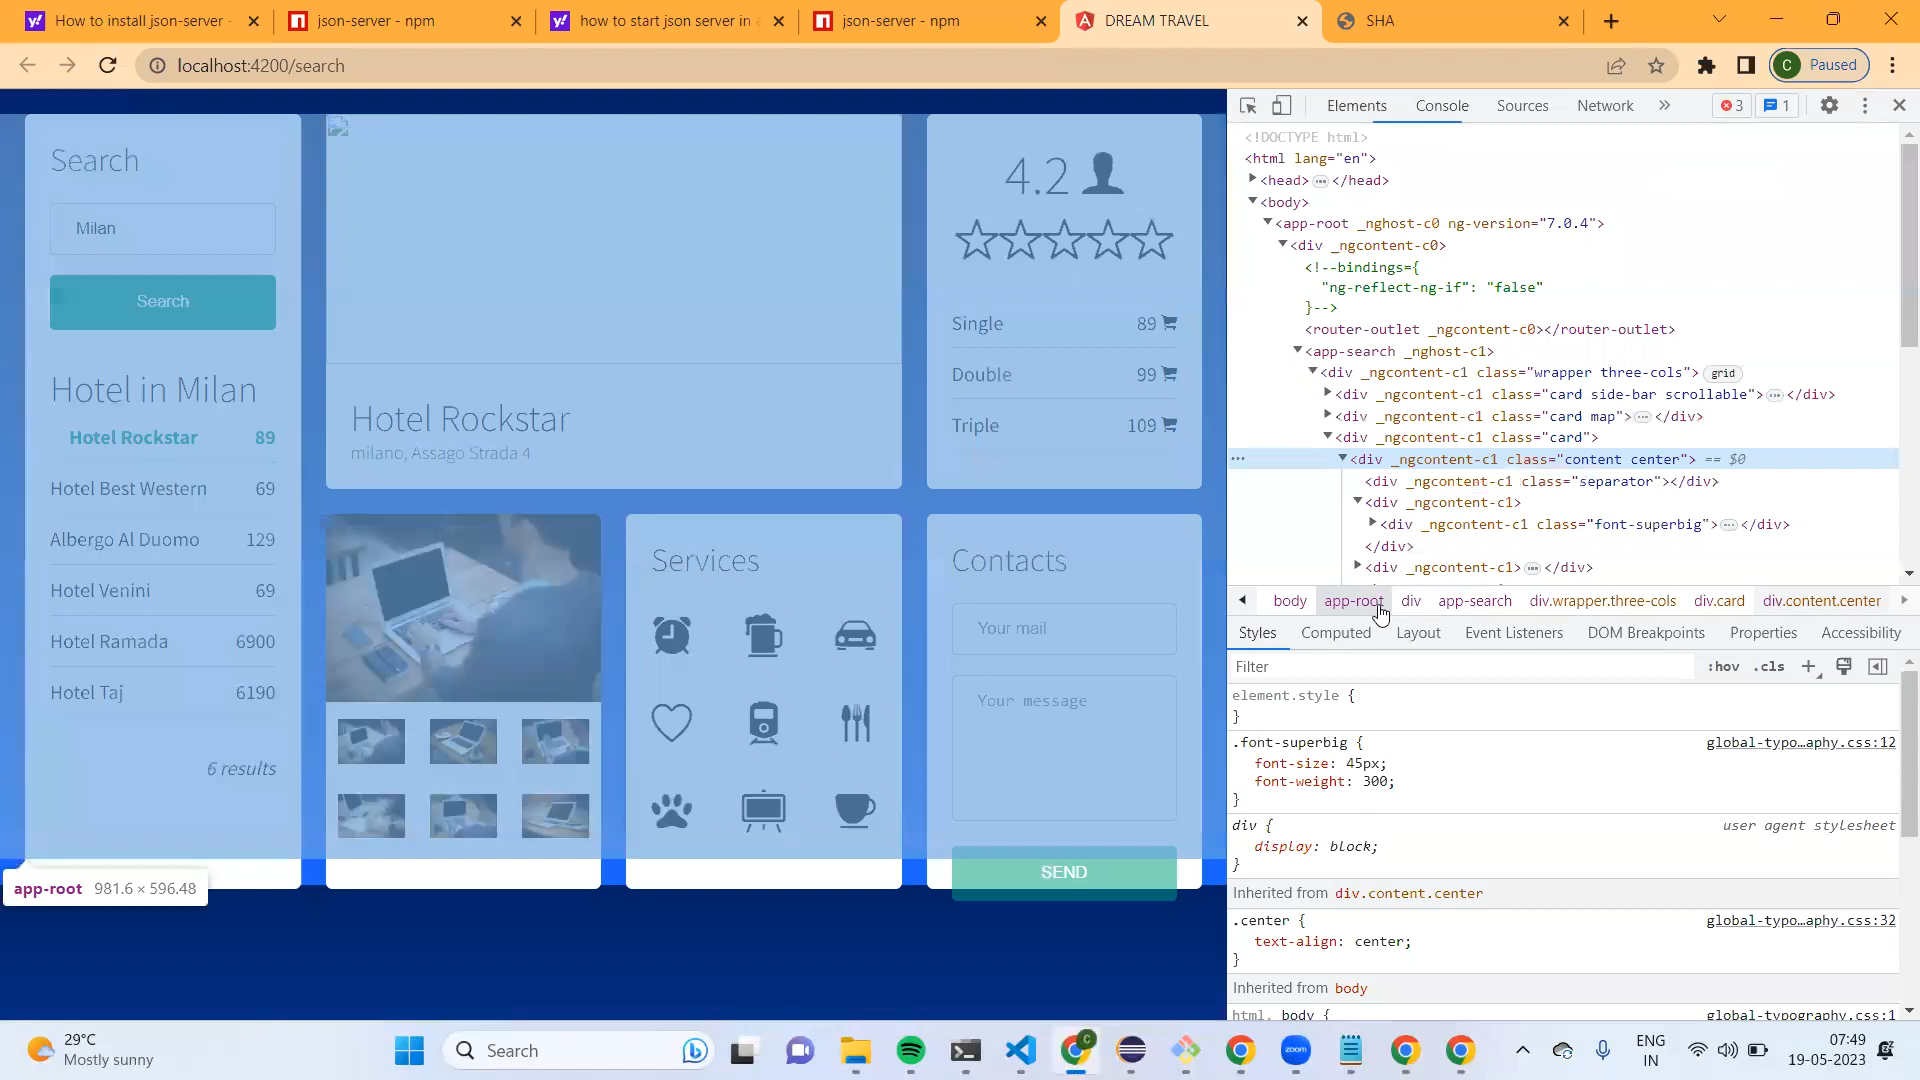 How to install json-server -
json-server - npm
how to start json server in a
json-server - npm
DREAM TRAVEL
SHA
localhost:4200/search
C Paused
Search
Milan
Search
Hotel in Milan
Hotel Rockstar 89
Hotel Best Western 69
Albergo Al Duomo 129
Hotel Venini 69
Hotel Ramada 6900
Hotel Taj 6190
6 results
app-root 981.6 × 596.48
Hotel Rockstar
milano, Assago Strada 4
4.2
Single 89
Double 99
Triple 109
Services
Contacts
Your mail
Your message
SEND
Elements Console Sources Network » 3 1
<!DOCTYPE html>
<html lang="en">
<head> ••• </head>
<body>
<app-root _nghost-c0 ng-version="7.0.4">
<div _ngcontent-c0>
<!--bindings={
"ng-reflect-ng-if": "false"
}-->
<router-outlet _ngcontent-c0></router-outlet>
<app-search _nghost-c1>
<div _ngcontent-c1 class="wrapper three-cols"> grid
<div _ngcontent-c1 class="card side-bar scrollable"> ••• </div>
<div _ngcontent-c1 class="card map"> ••• </div>
<div _ngcontent-c1 class="card">
••• <div _ngcontent-c1 class="content center"> == $0
<div _ngcontent-c1 class="separator"></div>
<div _ngcontent-c1>
<div _ngcontent-c1 class="font-superbig"> ••• </div>
</div>
<div _ngcontent-c1> ••• </div>
body app-root div app-search div.wrapper.three-cols div.card div.content.center
Styles Computed Layout Event Listeners DOM Breakpoints Properties Accessibility
Filter :hov .cls +
element.style {
}
.font-superbig { global-typo…aphy.css:12
font-size: 45px;
font-weight: 300;
}
div { user agent stylesheet
display: block;
}
Inherited from div.content.center
.center { global-typo…aphy.css:32
text-align: center;
}
Inherited from body
html, body { global-typography.css:1
29°C
Mostly sunny
Search
zoom
ENG
IN
07:49
19-05-2023